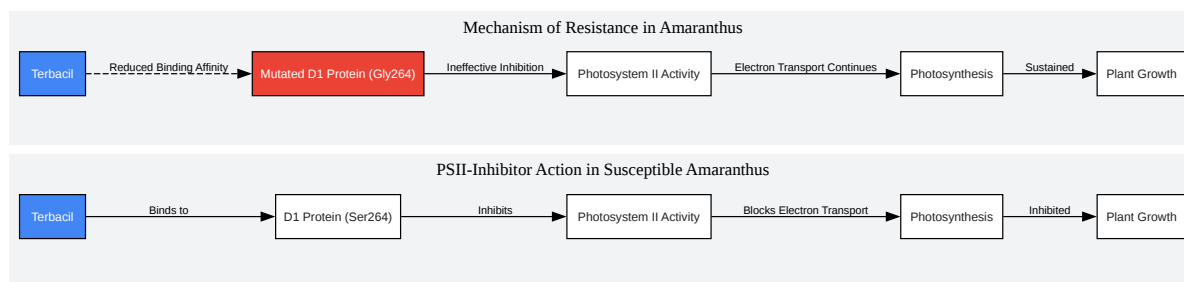 Mechanism of Resistance in Amaranthus
Terbacil
Reduced Binding Affinity
Mutated D1 Protein (Gly264)
Ineffective Inhibition
Photosystem II Activity
Electron Transport Continues
Photosynthesis
Sustained
Plant Growth
PSII-Inhibitor Action in Susceptible Amaranthus
Terbacil
Binds to
D1 Protein (Ser264)
Inhibits
Photosystem II Activity
Blocks Electron Transport
Photosynthesis
Inhibited
Plant Growth